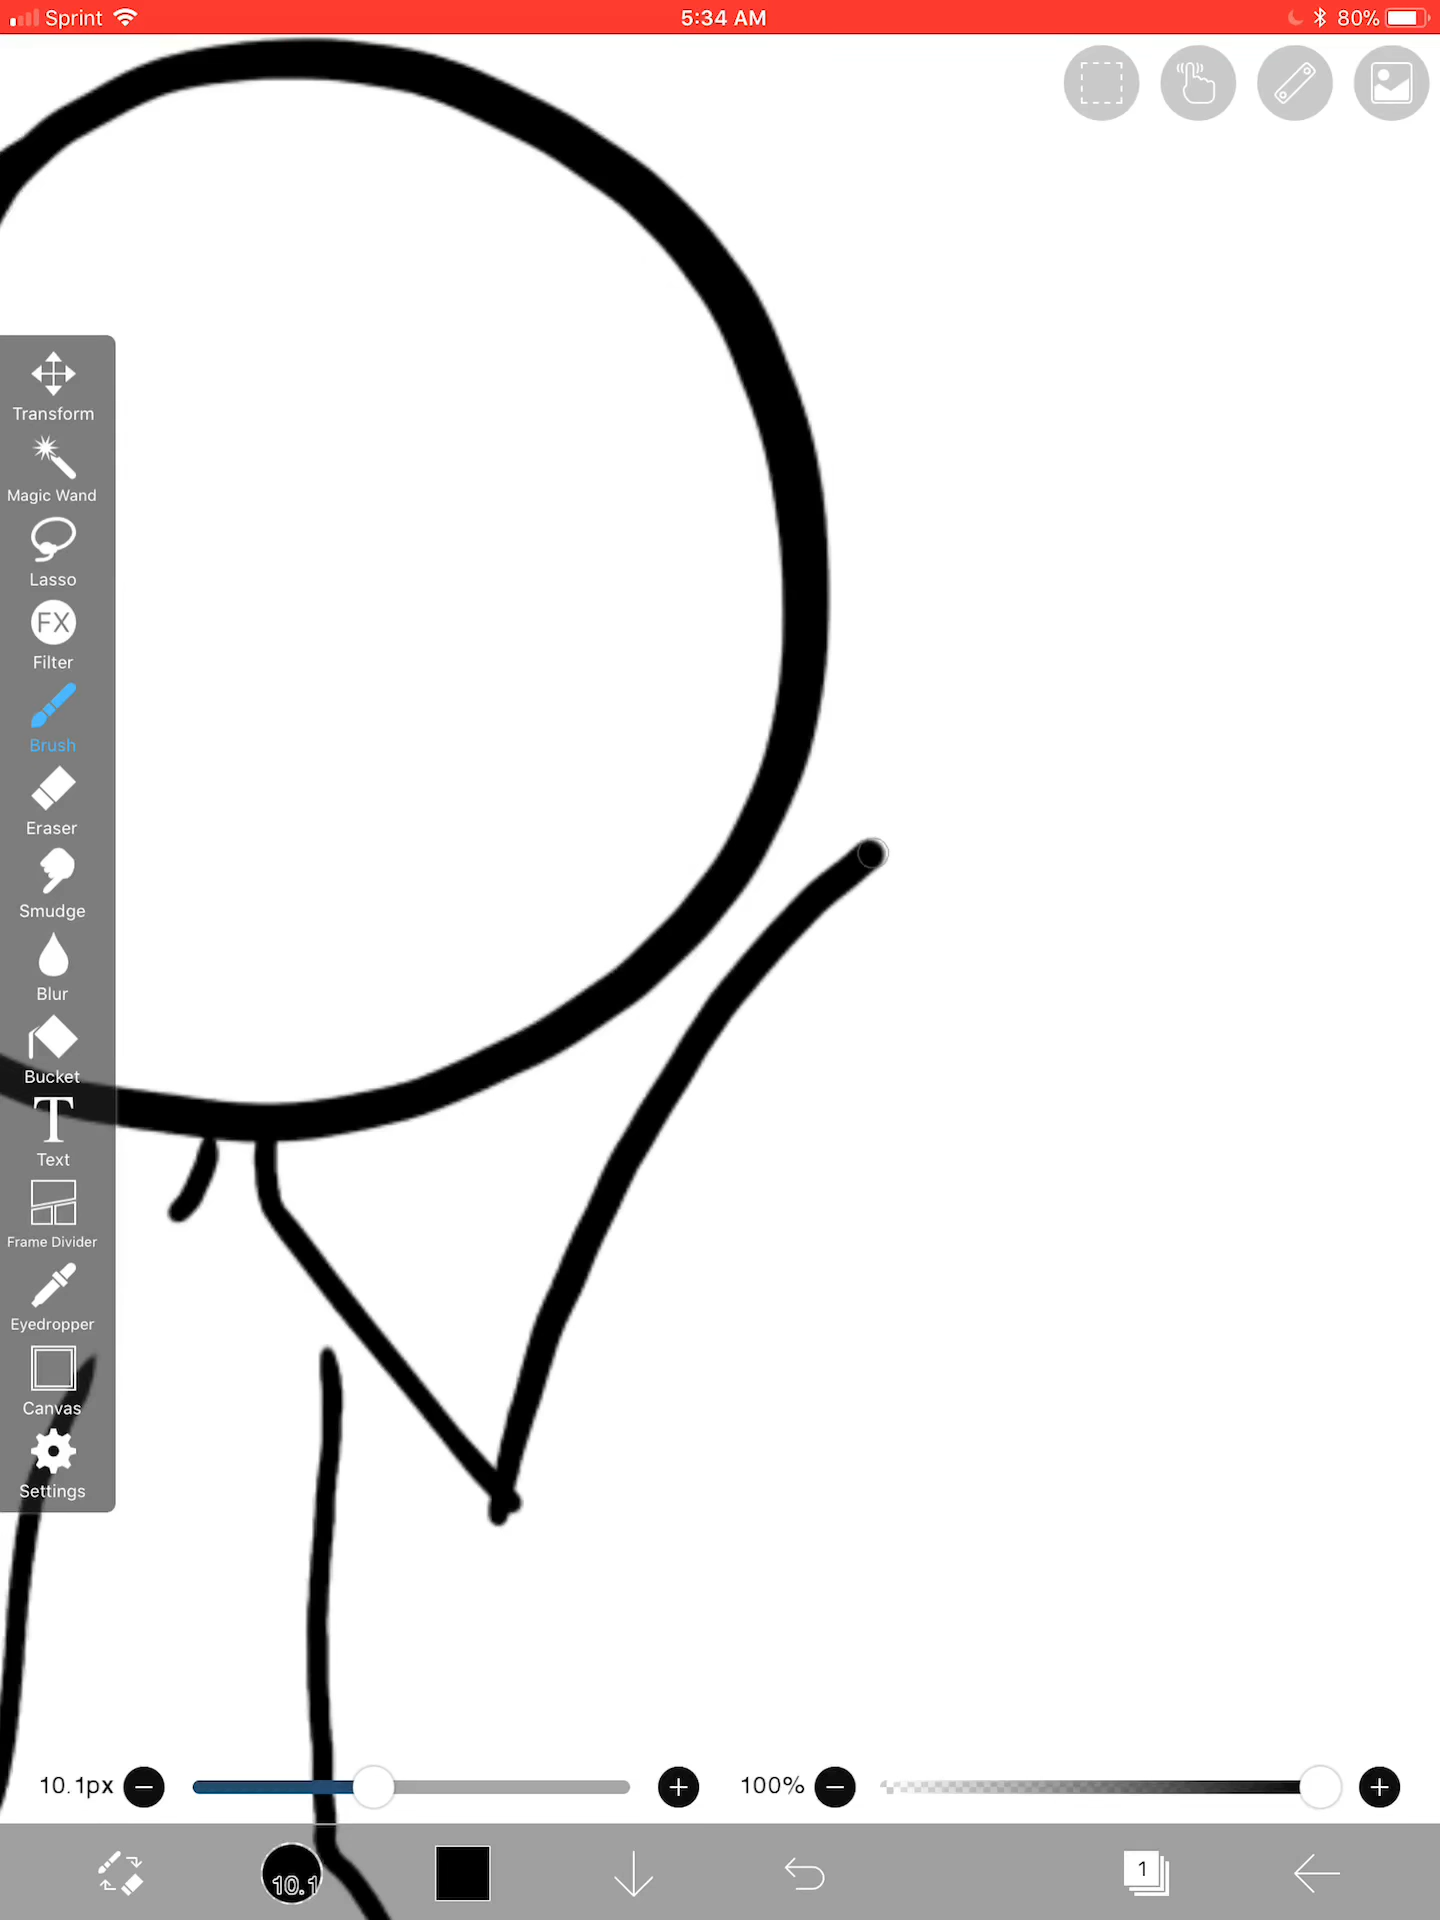 Sprint 5:34 AM 80%
Transform
Magic Wand
Lasso
FX
Filter
Brush
Eraser
Smudge
Blur
Bucket
T
Text
Frame Divider
Eyedropper
Canvas
Settings
10.1px 100%
10.1 1